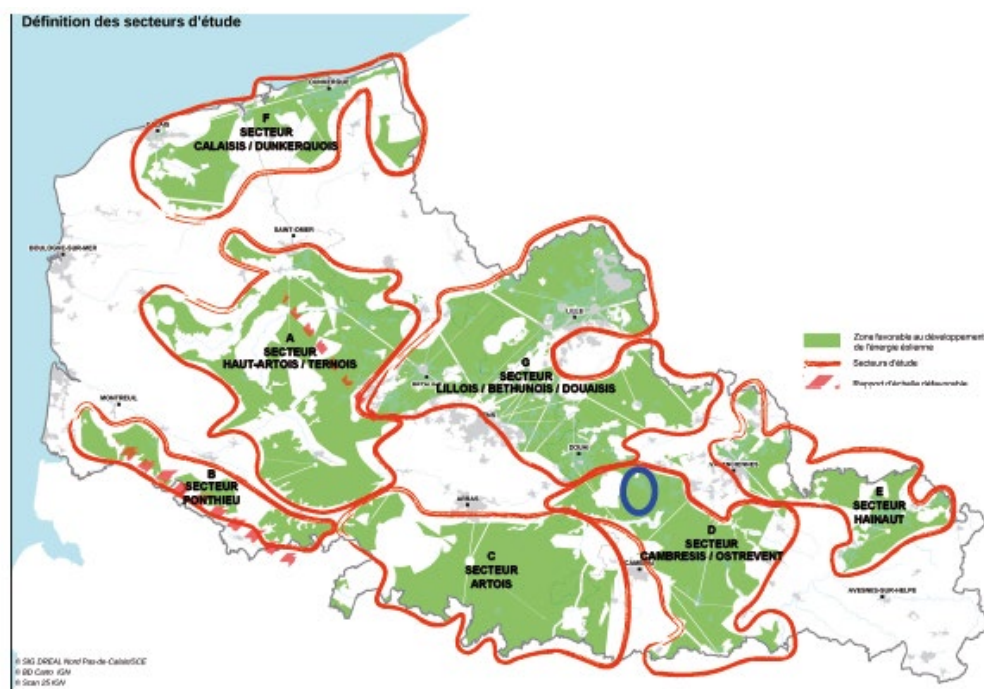 Définition des secteurs d'étude
DUNKERQUE
F
SECTEUR
CALAISIS / DUNKERQUOIS
SAINT-OMER
BOULOGNE-SUR-MER
LILLE
A
SECTEUR
HAUT-ARTOIS / TERNOIS
Zone favorable au développement
de l'énergie éolienne
Secteurs d'étude
Rapport d'échelle défavorable
G
SECTEUR
LILLOIS / BETHUNOIS / DOUAISIS
MONTREUIL
DOUAI
B
SECTEUR
PONTHIEU
ARRAS
E
SECTEUR
HAINAUT
D
SECTEUR
CAMBRESIS / OSTREVENT
C
SECTEUR
ARTOIS
AVESNES-SUR-HELPE
© SIG DREAL Nord Pas-de-Calais/SCE
© BD Carto IGN
© Scan 25 IGN